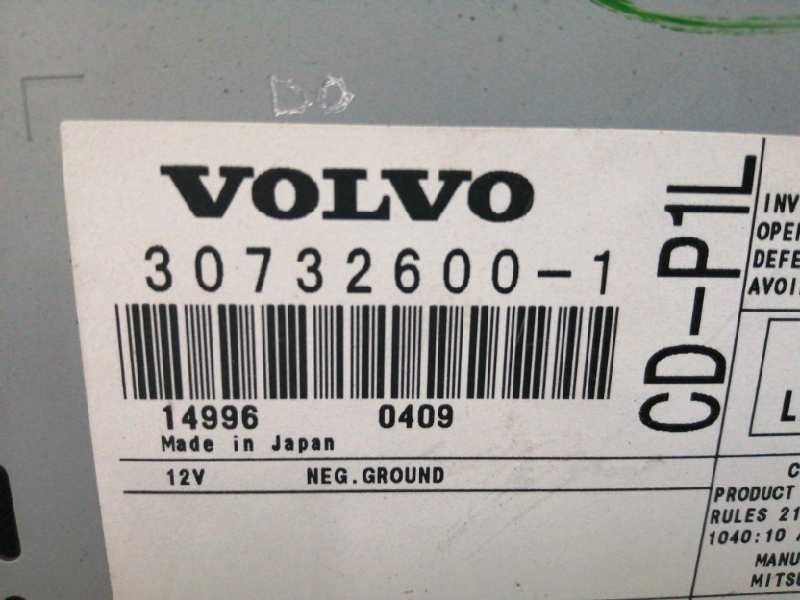 DO
VOLVO
30732600-1
14996 0409
Made in Japan
12V NEG.GROUND
CD-P1L
INV
OPER
DEFE
AVOI
L
C
PRODUCT
RULES 21
1040:10
MANU
MITSU